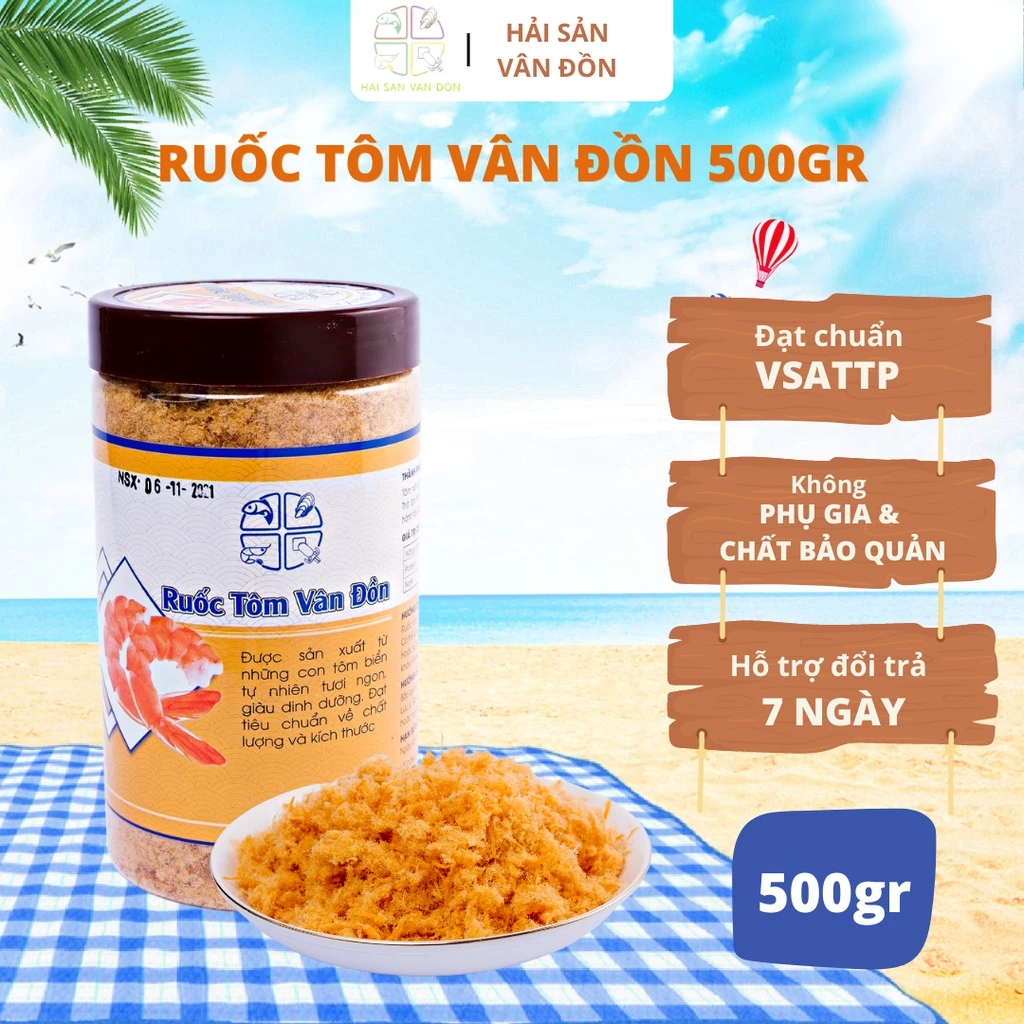 HAI SAN VAN DON
HẢI SẢN
VÂN ĐỒN
RUỐC TÔM VÂN ĐỒN 500GR
Đạt chuẩn
VSATTP
NSX: 06-11-2021
Ruốc Tôm Vân Đồn
Được sản xuất từ
những con tôm biển
tự nhiên tươi ngon,
giàu dinh dưỡng. Đạt
tiêu chuẩn về chất
lượng và kích thước
Không
PHỤ GIA &
CHẤT BẢO QUẢN
Hỗ trợ đổi trả
7 NGÀY
500gr